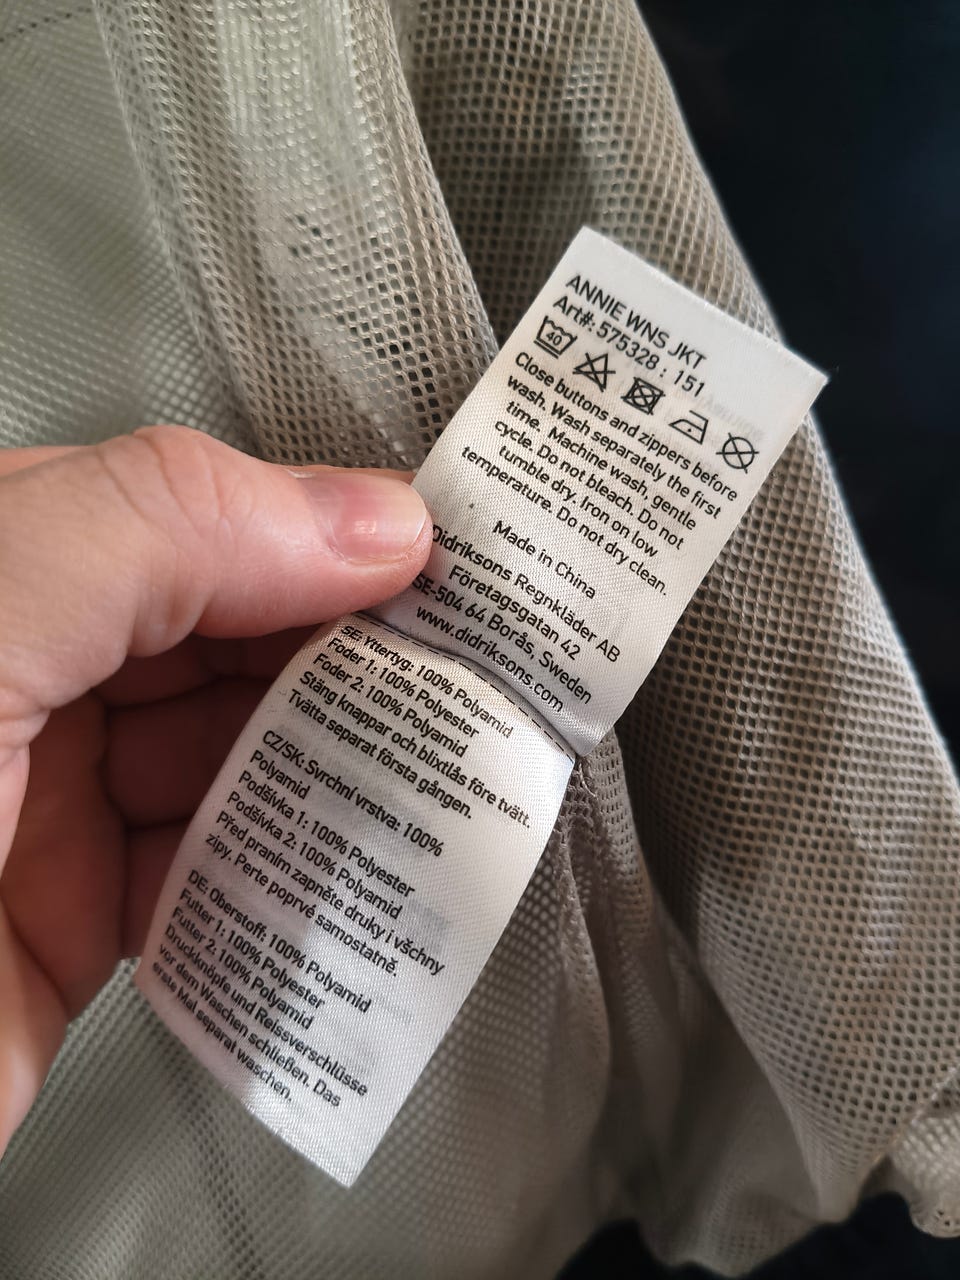 ANNIE WNS JKT
Art#: 575328 : 151
40
Close buttons and zippers before
wash. Wash separately the first
time. Machine wash, gentle
cycle. Do not bleach. Do not
tumble dry. Iron on low
temperature. Do not dry clean.
Made in China
Didriksons Regnkläder AB
Företagsgatan 42
SE-504 64 Borås, Sweden
www.didriksons.com
SE: Yttertyg: 100% Polyamid
Foder 1: 100% Polyester
Foder 2: 100% Polyamid
Stäng knappar och blixtlås före tvätt.
Tvätta separat första gången.
CZ/SK: Svrchní vrstva: 100%
Polyamid
Podšívka 1: 100% Polyester
Podšívka 2: 100% Polyamid
Před praním zapněte druky i všchny
zipy. Perte poprvé samostatně.
DE: Oberstoff: 100% Polyamid
Futter 1: 100% Polyester
Futter 2: 100% Polyamid
Druckknöpfe und Reissverschlüsse
vor dem Waschen schließen. Das
erste Mal separat waschen.